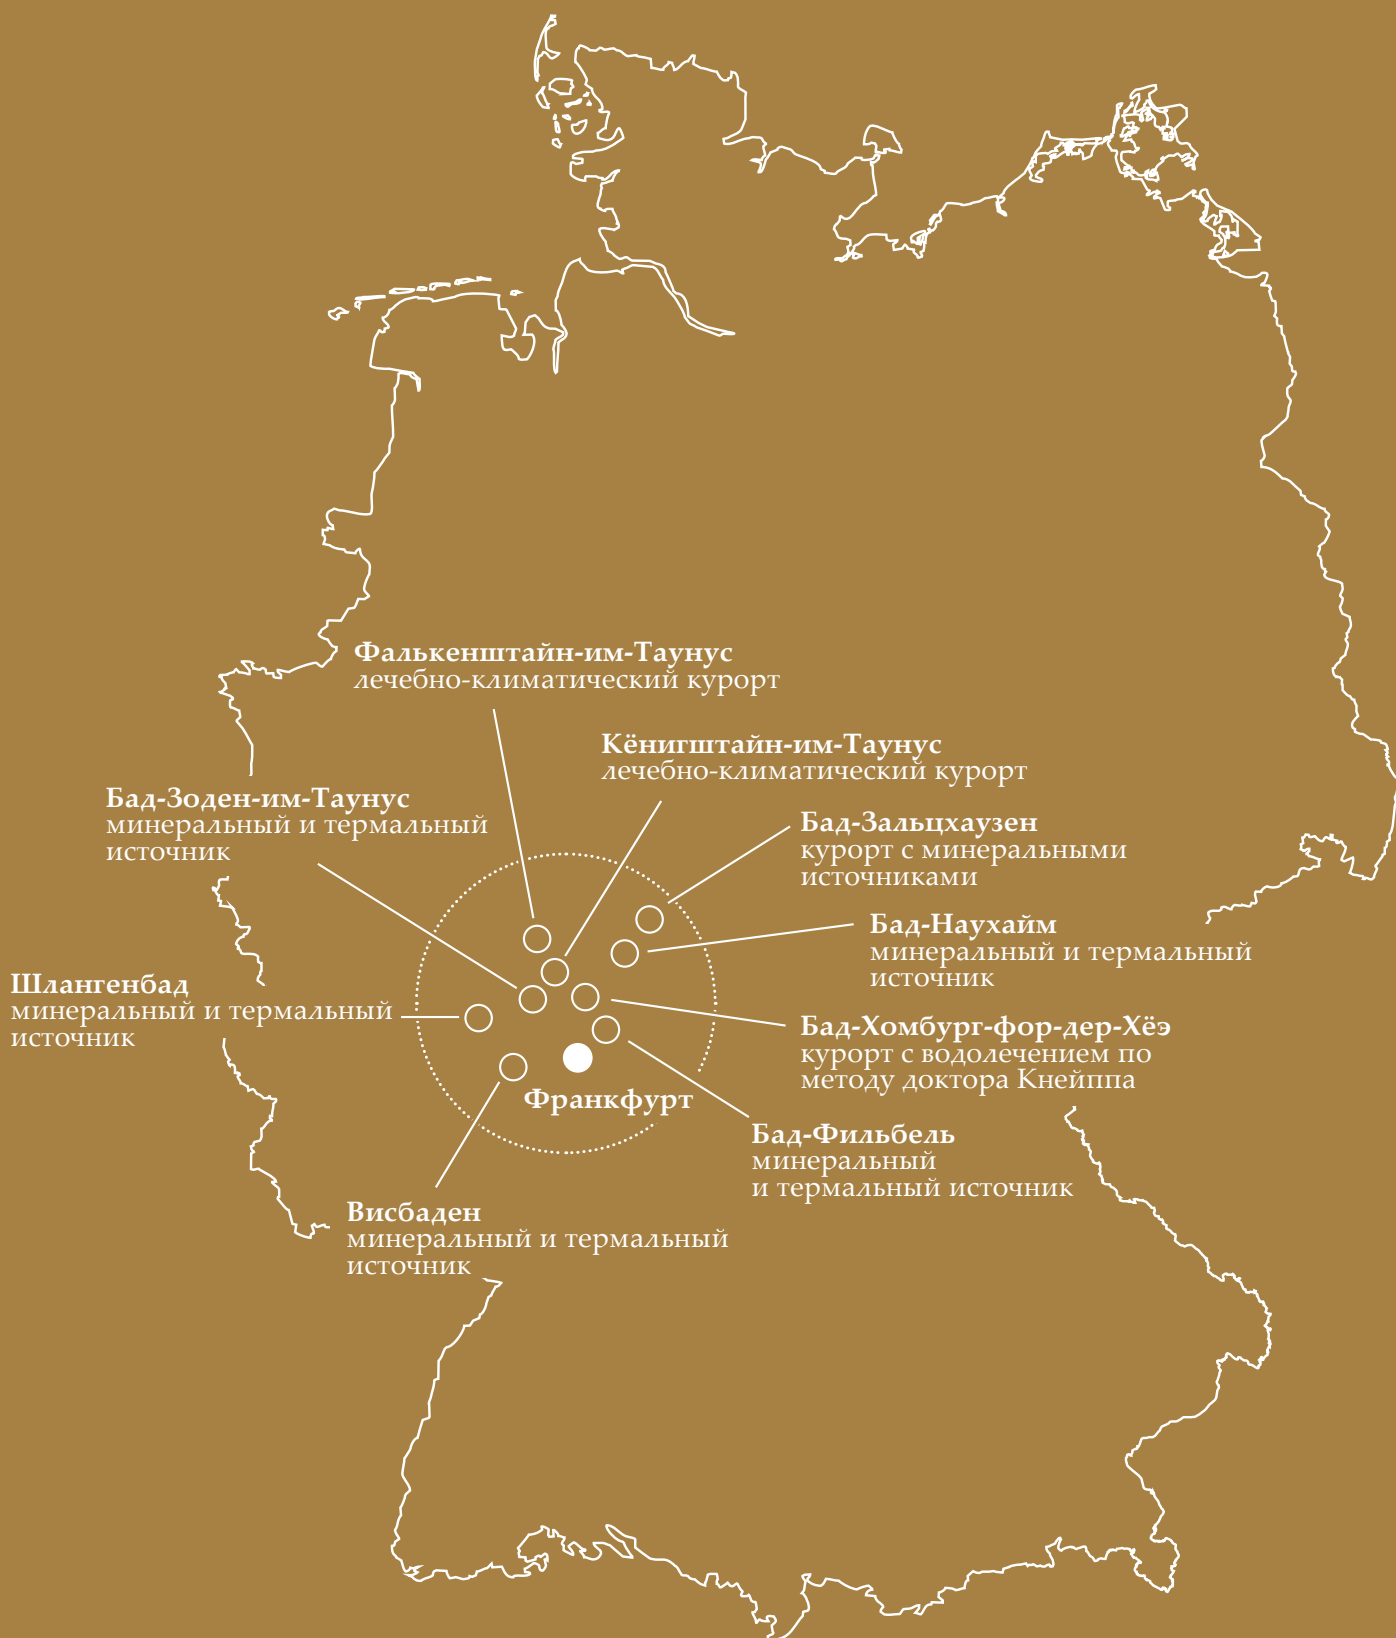 Фалькенштайн-им-Таунус
лечебно-климатический курорт
Кёнигштайн-им-Таунус
лечебно-климатический курорт
Бад-Зоден-им-Таунус
минеральный и термальный
источник
Бад-Зальцхаузен
курорт с минеральными
источниками
Бад-Наухайм
минеральный и термальный
источник
Шлангенбад
минеральный и термальный
источник
Бад-Хомбург-фор-дер-Хёэ
курорт с водолечением по
методу доктора Кнейппа
Франкфурт
Бад-Фильбель
минеральный
и термальный источник
Висбаден
минеральный и термальный
источник